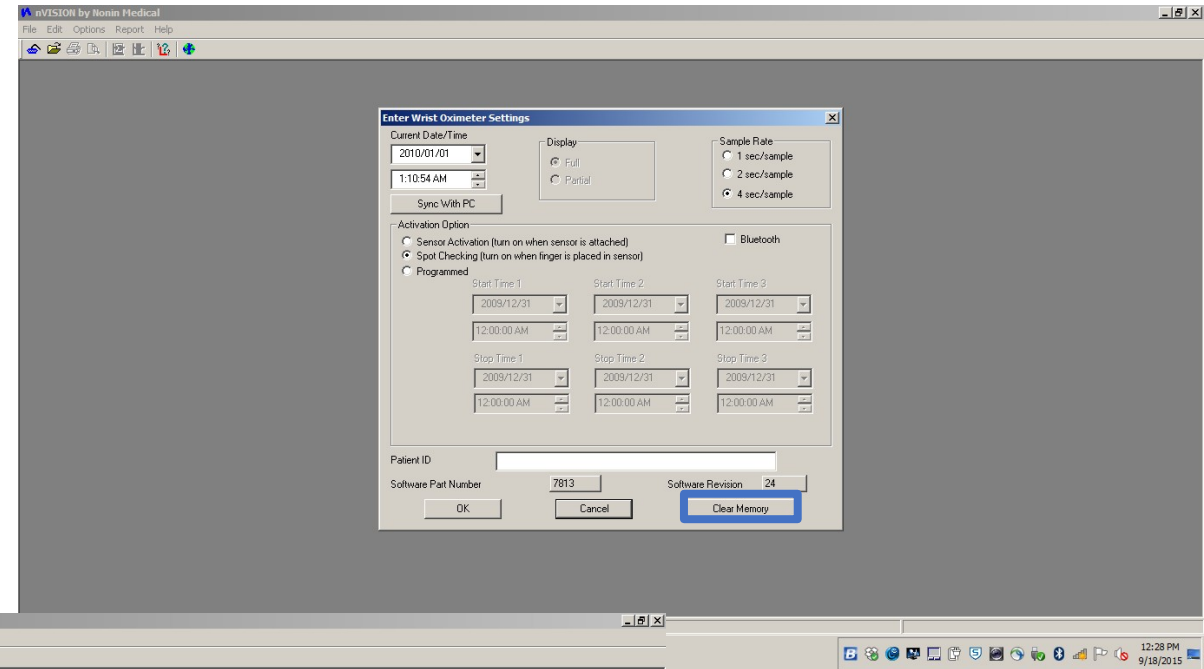 nVISION by Nonin Medical
File Edit Options Report Help
Enter Wrist Oximeter Settings
Current Date/Time
2010/01/01
1:10:54 AM
Sync With PC
Display
Full
Partial
Sample Rate
1 sec/sample
2 sec/sample
4 sec/sample
Activation Option
Sensor Activation (turn on when sensor is attached)
Spot Checking (turn on when finger is placed in sensor)
Programmed
Bluetooth
Start Time 1 Start Time 2 Start Time 3
2009/12/31 2009/12/31 2009/12/31
12:00:00 AM 12:00:00 AM 12:00:00 AM
Stop Time 1 Stop Time 2 Stop Time 3
2009/12/31 2009/12/31 2009/12/31
12:00:00 AM 12:00:00 AM 12:00:00 AM
Patient ID
Software Part Number 7813 Software Revision 24
OK Cancel Clear Memory
12:28 PM
9/18/2015